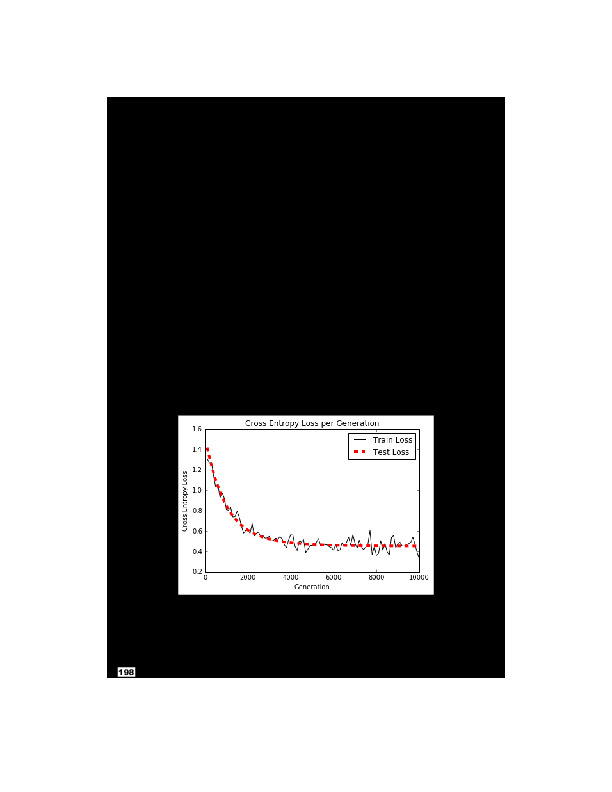 Cross Entropy Loss per Generation
1.6
1.4
1.2
1.0
0.8
0.6
0.4
0.2
Cross Entropy Loss
Train Loss
Test Loss
0 2000 4000 6000 8000 10000
Generation
198